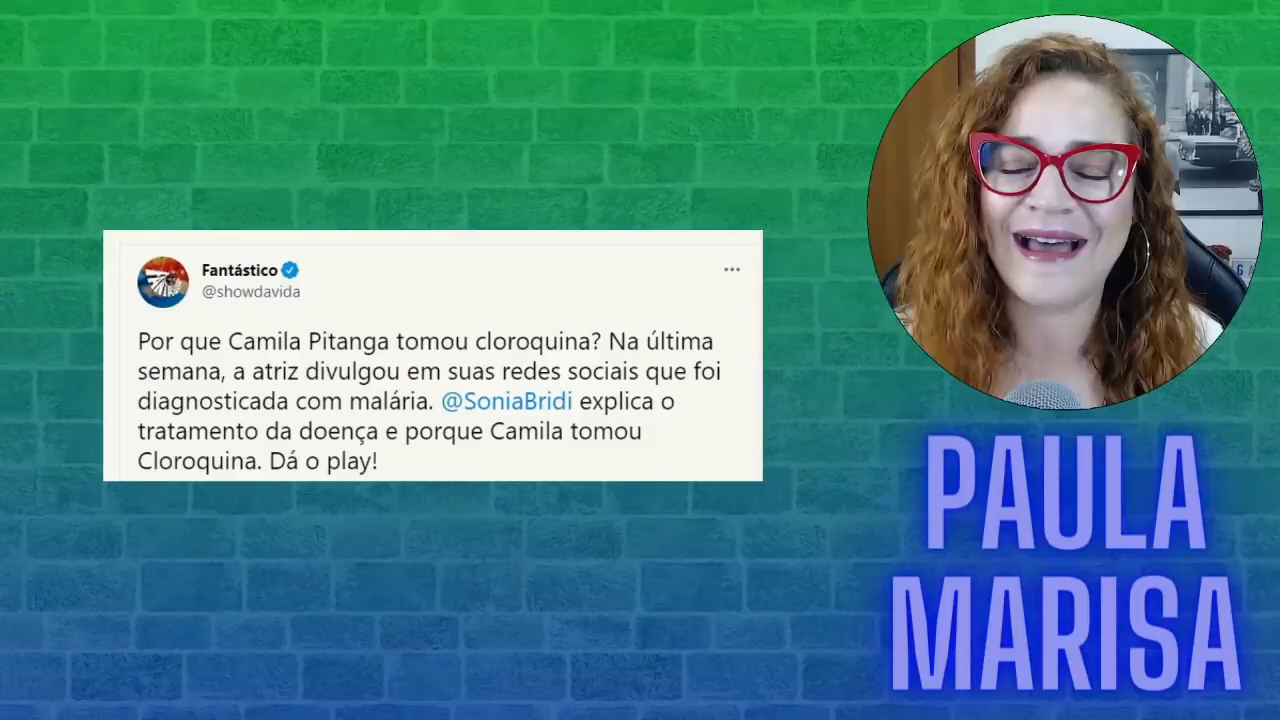 Fantástico
@showdavida
Por que Camila Pitanga tomou cloroquina? Na última
semana, a atriz divulgou em suas redes sociais que foi
diagnosticada com malária. @SoniaBridi explica o
tratamento da doença e porque Camila tomou
Cloroquina. Dá o play!
PAULA
MARISA